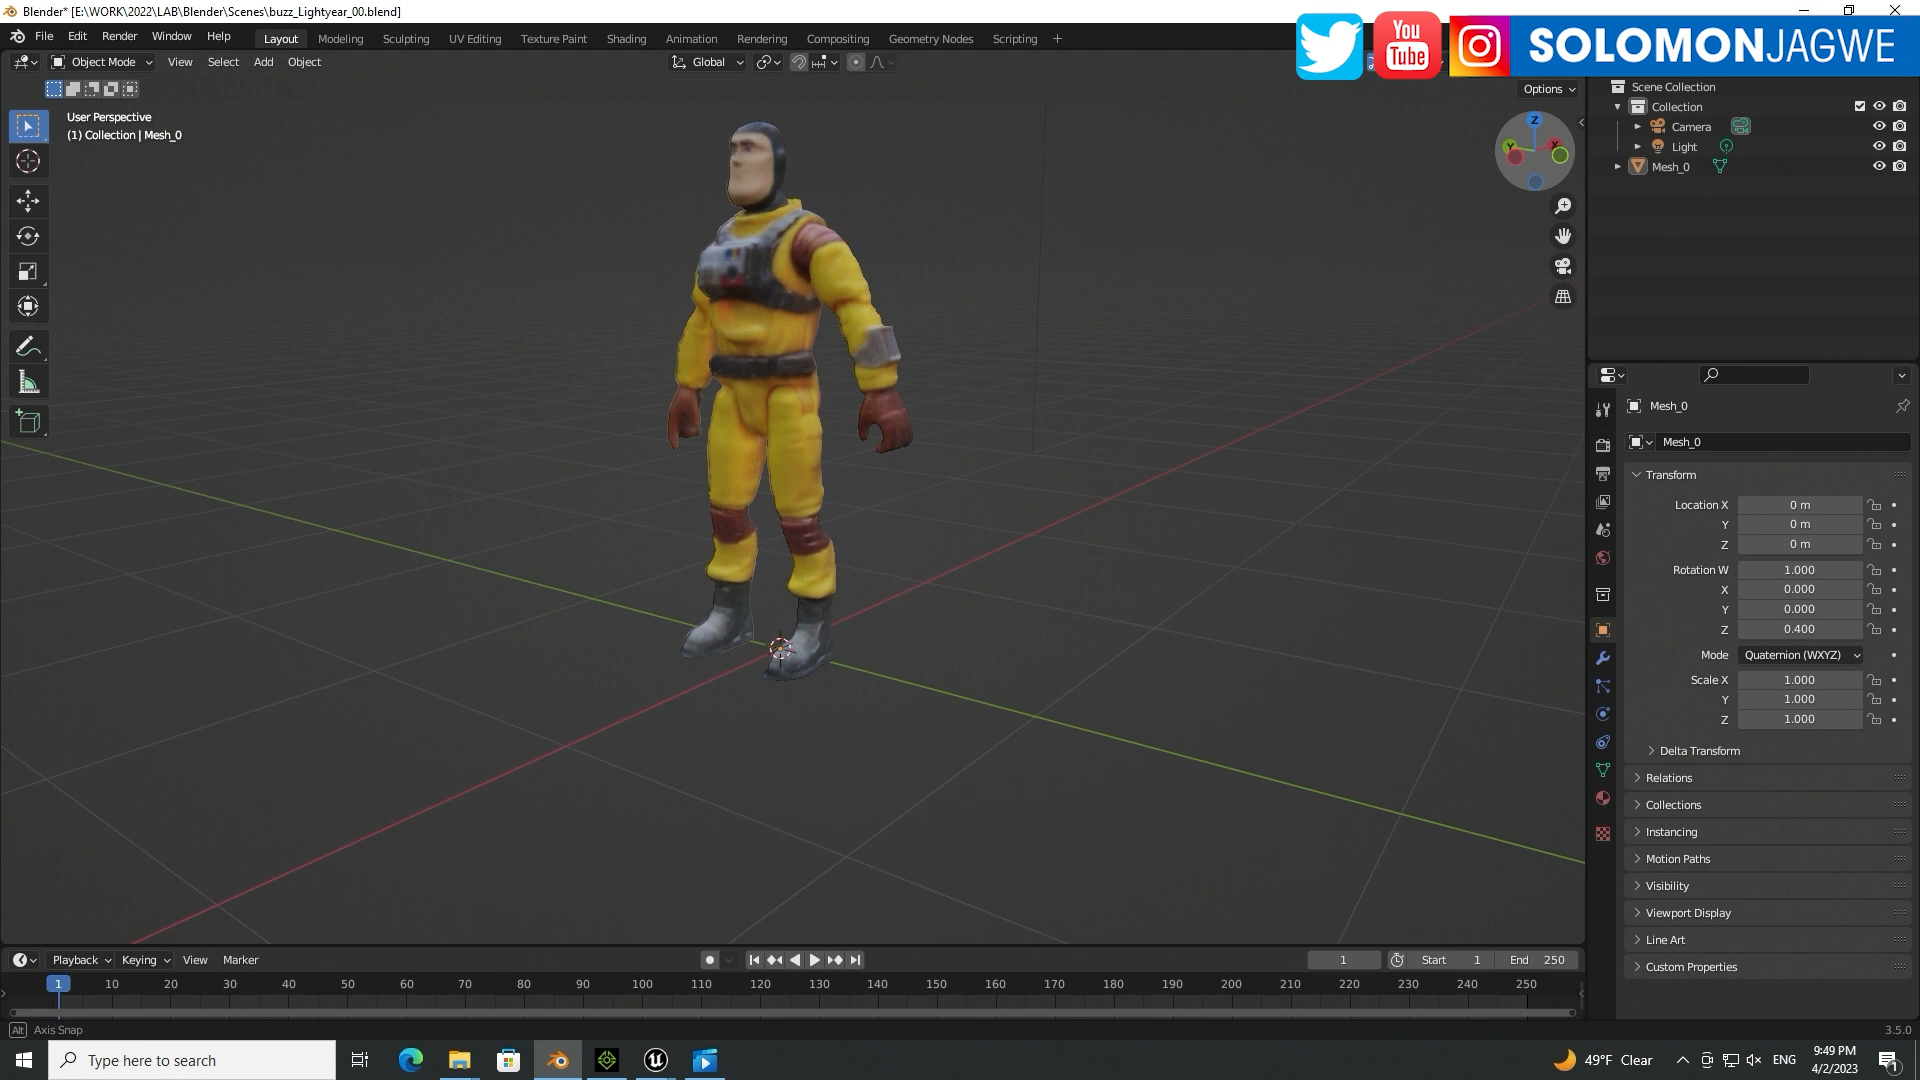 Blender* [E:\WORK\2022\LAB\Blender\Scenes\buzz_Lightyear_00.blend]
File Edit Render Window Help Layout Modeling Sculpting UV Editing Texture Paint Shading Animation Rendering Compositing Geometry Nodes Scripting
You Tube SOLOMONJAGWE
Object Mode View Select Add Object Global
Options
User Perspective
(1) Collection | Mesh_0
Z
Y
X
Scene Collection
Collection
Camera
Light
Mesh_0
Mesh_0
Mesh_0
Transform
Location X 0 m
Y 0 m
Z 0 m
Rotation W 1.000
X 0.000
Y 0.000
Z 0.400
Mode Quaternion (WXYZ)
Scale X 1.000
Y 1.000
Z 1.000
Delta Transform
Relations
Collections
Instancing
Motion Paths
Visibility
Viewport Display
Line Art
Custom Properties
Playback Keying View Marker 1 Start 1 End 250
1 10 20 30 40 50 60 70 80 90 100 110 120 130 140 150 160 170 180 190 200 210 220 230 240 250
Alt Axis Snap 3.5.0
Type here to search 49°F Clear ENG
9:49 PM
4/2/2023
1